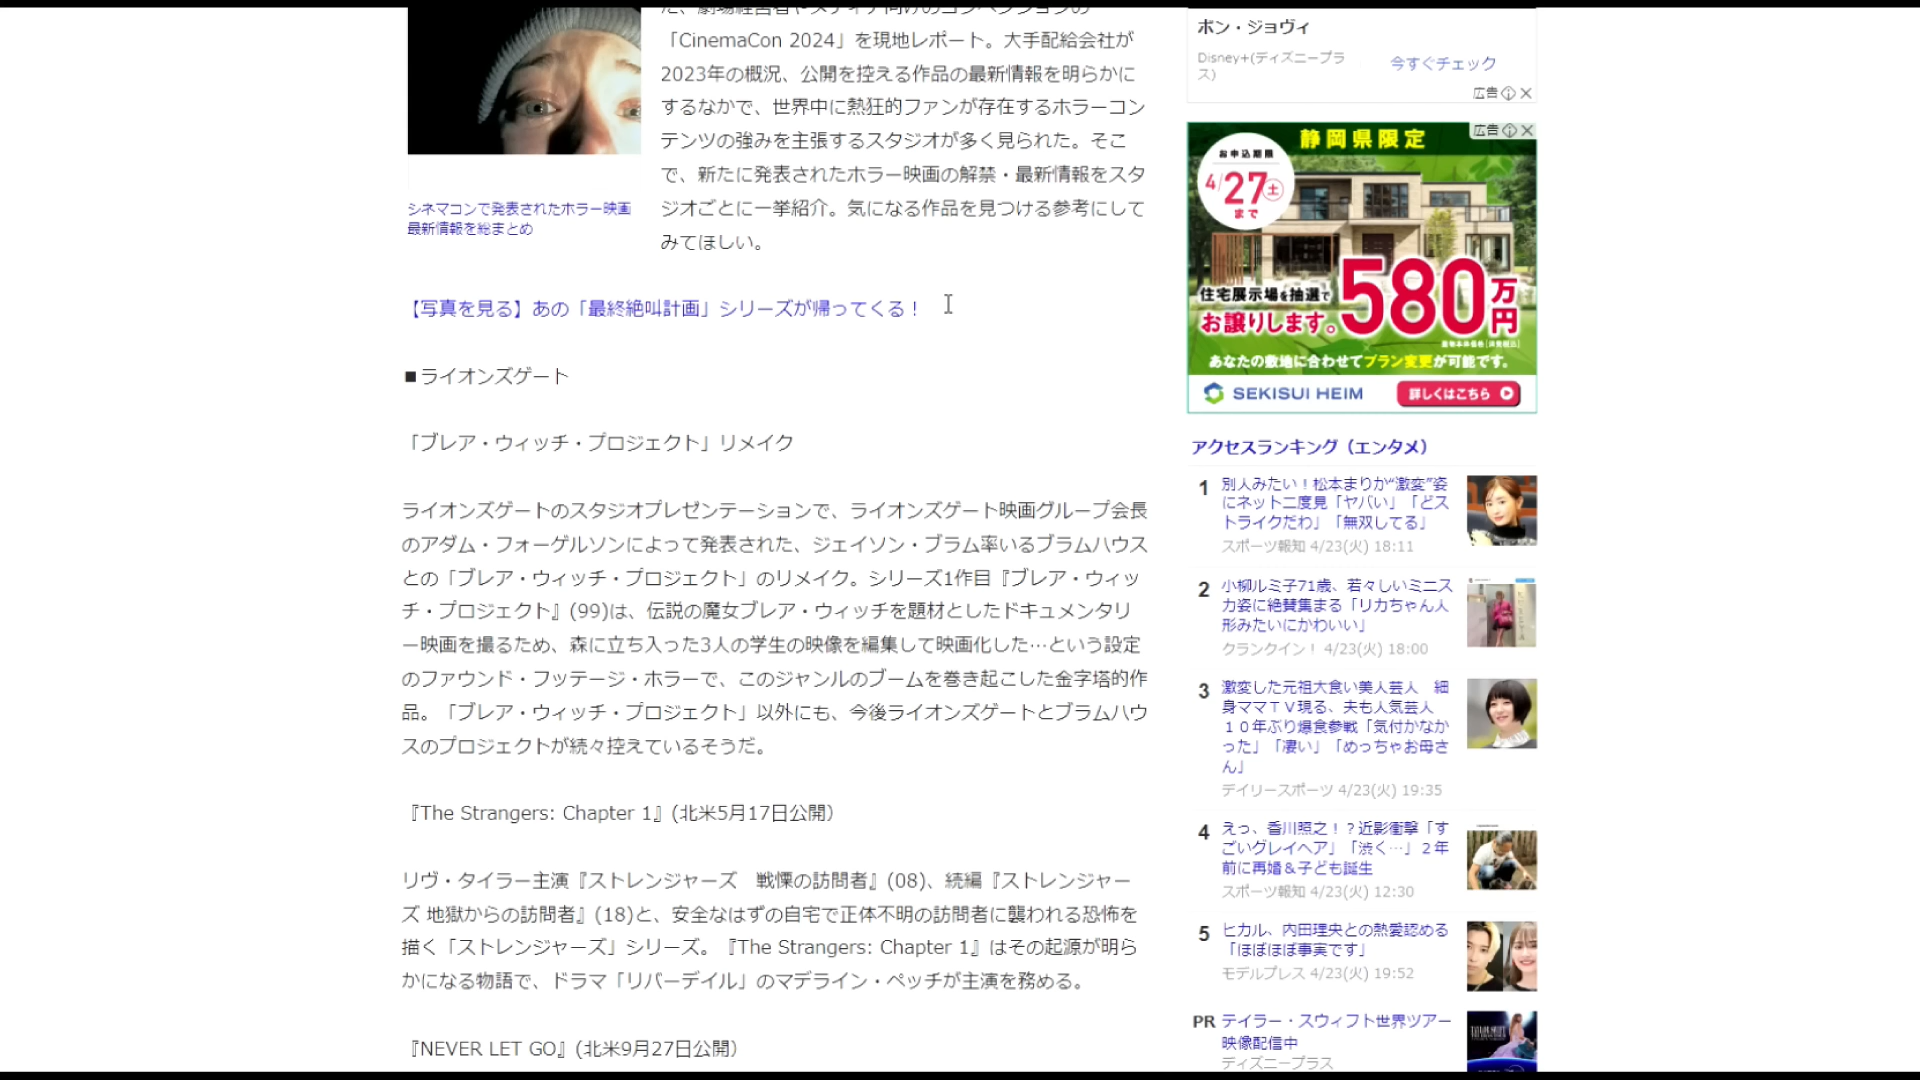 「CinemaCon 2024」を現地レポート。大手配給会社が
2023年の概況、公開を控える作品の最新情報を明らかに
するなかで、世界中に熱狂的ファンが存在するホラーコン
テンツの強みを主張するスタジオが多く見られた。そこ
で、新たに発表されたホラー映画の解禁・最新情報をスタ
ジオごとに一挙紹介。気になる作品を見つける参考にして
みてほしい。
シネマコンで発表されたホラー映画
最新情報を総まとめ
【写真を見る】あの「最終絶叫計画」シリーズが帰ってくる！
■ライオンズゲート
「ブレア・ウィッチ・プロジェクト」リメイク
ライオンズゲートのスタジオプレゼンテーションで、ライオンズゲート映画グループ会長
のアダム・フォーゲルソンによって発表された、ジェイソン・ブラム率いるブラムハウス
との「ブレア・ウィッチ・プロジェクト」のリメイク。シリーズ1作目『ブレア・ウィッ
チ・プロジェクト』(99)は、伝説の魔女ブレア・ウィッチを題材としたドキュメンタリ
ー映画を撮るため、森に立ち入った3人の学生の映像を編集して映画化した…という設定
のファウンド・フッテージ・ホラーで、このジャンルのブームを巻き起こした金字塔的作
品。「ブレア・ウィッチ・プロジェクト」以外にも、今後ライオンズゲートとブラムハウ
スのプロジェクトが続々控えているそうだ。
『The Strangers: Chapter 1』(北米5月17日公開)
リヴ・タイラー主演『ストレンジャーズ　戦慄の訪問者』(08)、続編『ストレンジャー
ズ 地獄からの訪問者』(18)と、安全なはずの自宅で正体不明の訪問者に襲われる恐怖を
描く「ストレンジャーズ」シリーズ。『The Strangers: Chapter 1』はその起源が明ら
かになる物語で、ドラマ「リバーデイル」のマデライン・ペッチが主演を務める。
『NEVER LET GO』(北米9月27日公開)
ボン・ジョヴィ
Disney+(ディズニープラ
ス)
今すぐチェック
広告
広告
静岡県限定
お申込期限
4/27(土)
まで
住宅展示場を抽選で
お譲りします。
580万円
あなたの敷地に合わせてプラン変更が可能です。
SEKISUI HEIM
詳しくはこちら
アクセスランキング（エンタメ）
1
別人みたい！松本まりか“激変”姿
にネット二度見「ヤバい」「どス
トライクだわ」「無双してる」
スポーツ報知 4/23(火) 18:11
2
小柳ルミ子71歳、若々しいミニス
カ姿に絶賛集まる「リカちゃん人
形みたいにかわいい」
クランクイン！ 4/23(火) 18:00
3
激変した元祖大食い美人芸人　細
身ママＴＶ現る、夫も人気芸人
１０年ぶり爆食参戦「気付かなか
った」「凄い」「めっちゃお母さ
ん」
デイリースポーツ 4/23(火) 19:35
4
えっ、香川照之！？近影衝撃「す
ごいグレイヘア」「渋く…」２年
前に再婚＆子ども誕生
スポーツ報知 4/23(火) 12:30
5
ヒカル、内田理央との熱愛認める
「ほぼほぼ事実です」
モデルプレス 4/23(火) 19:52
PR
テイラー・スウィフト世界ツアー
映像配信中
ディズニープラス